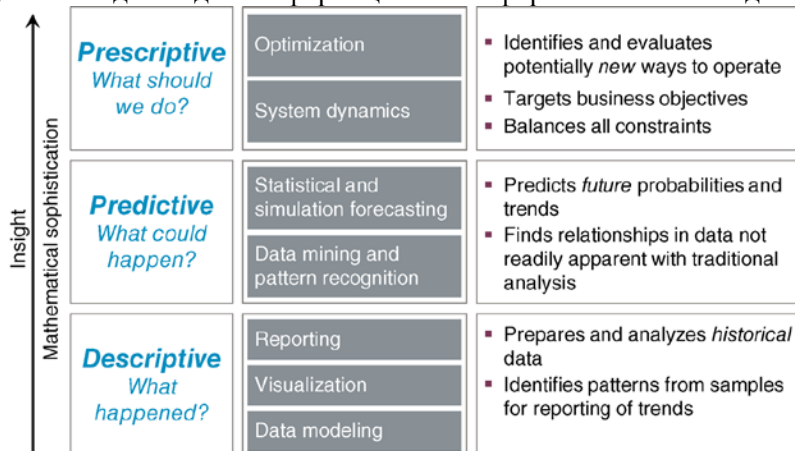 Insight
Mathematical sophistication
Prescriptive
What should
we do?
Optimization
System dynamics
▪ Identifies and evaluates
potentially new ways to operate
▪ Targets business objectives
▪ Balances all constraints
Predictive
What could
happen?
Statistical and
simulation forecasting
Data mining and
pattern recognition
▪ Predicts future probabilities and
trends
▪ Finds relationships in data not
readily apparent with traditional
analysis
Descriptive
What
happened?
Reporting
Visualization
Data modeling
▪ Prepares and analyzes historical
data
▪ Identifies patterns from samples
for reporting of trends